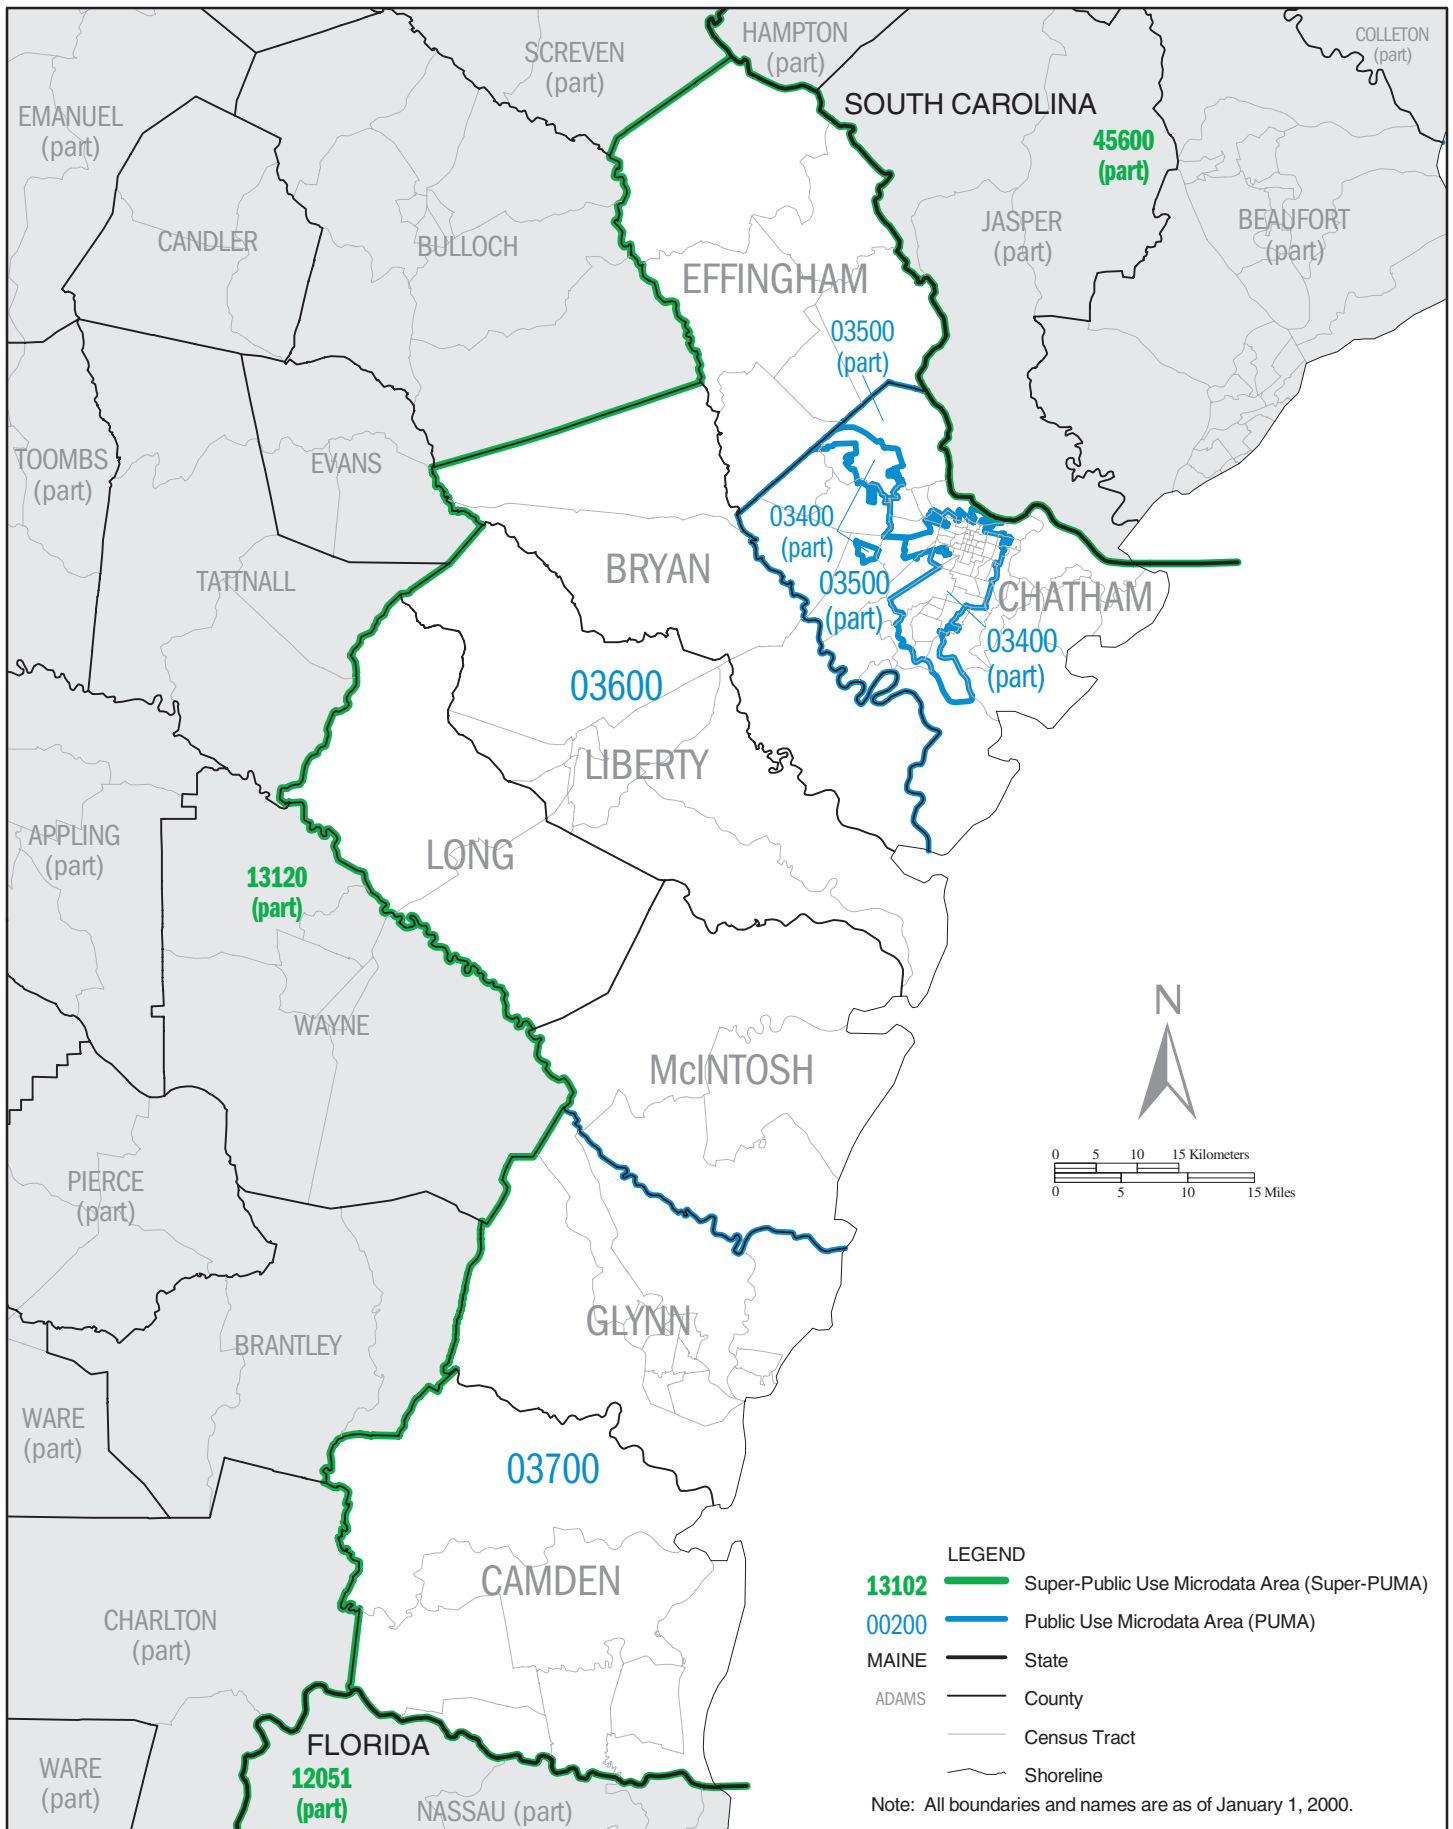 SCREVEN
(part)
HAMPTON
(part)
COLLETON
(part)
EMANUEL
(part)
SOUTH CAROLINA
45600
(part)
CANDLER
BULLOCH
JASPER
(part)
BEAUFORT
(part)
EFFINGHAM
03500
(part)
TOOMBS
(part)
EVANS
03400
(part)
TATTNALL
BRYAN
03500
(part)
CHATHAM
03400
(part)
03600
LIBERTY
APPLING
(part)
LONG
13120
(part)
WAYNE
N
McINTOSH
0 5 10 15 Kilometers
0 5 10 15 Miles
PIERCE
(part)
GLYNN
BRANTLEY
WARE
(part)
03700
CAMDEN
CHARLTON
(part)
LEGEND
13102 Super-Public Use Microdata Area (Super-PUMA)
00200 Public Use Microdata Area (PUMA)
MAINE State
ADAMS County
Census Tract
Shoreline
Note: All boundaries and names are as of January 1, 2000.
FLORIDA
12051
(part)
WARE
(part)
NASSAU (part)